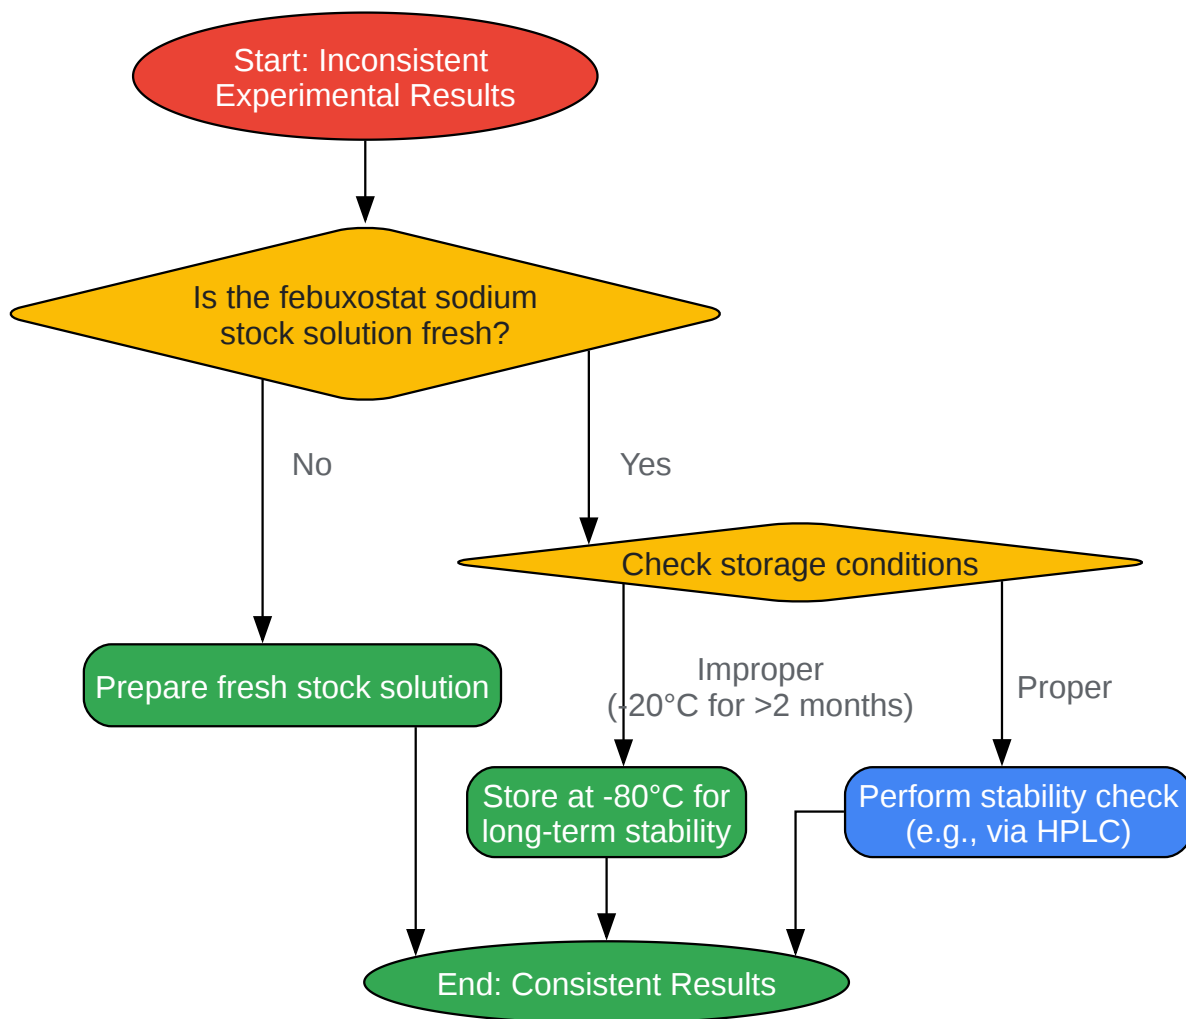 Start: Inconsistent
Experimental Results
Is the febuxostat sodium
stock solution fresh?
No
Yes
Check storage conditions
Improper
(-20°C for >2 months)
Proper
Prepare fresh stock solution
Store at -80°C for
long-term stability
Perform stability check
(e.g., via HPLC)
End: Consistent Results